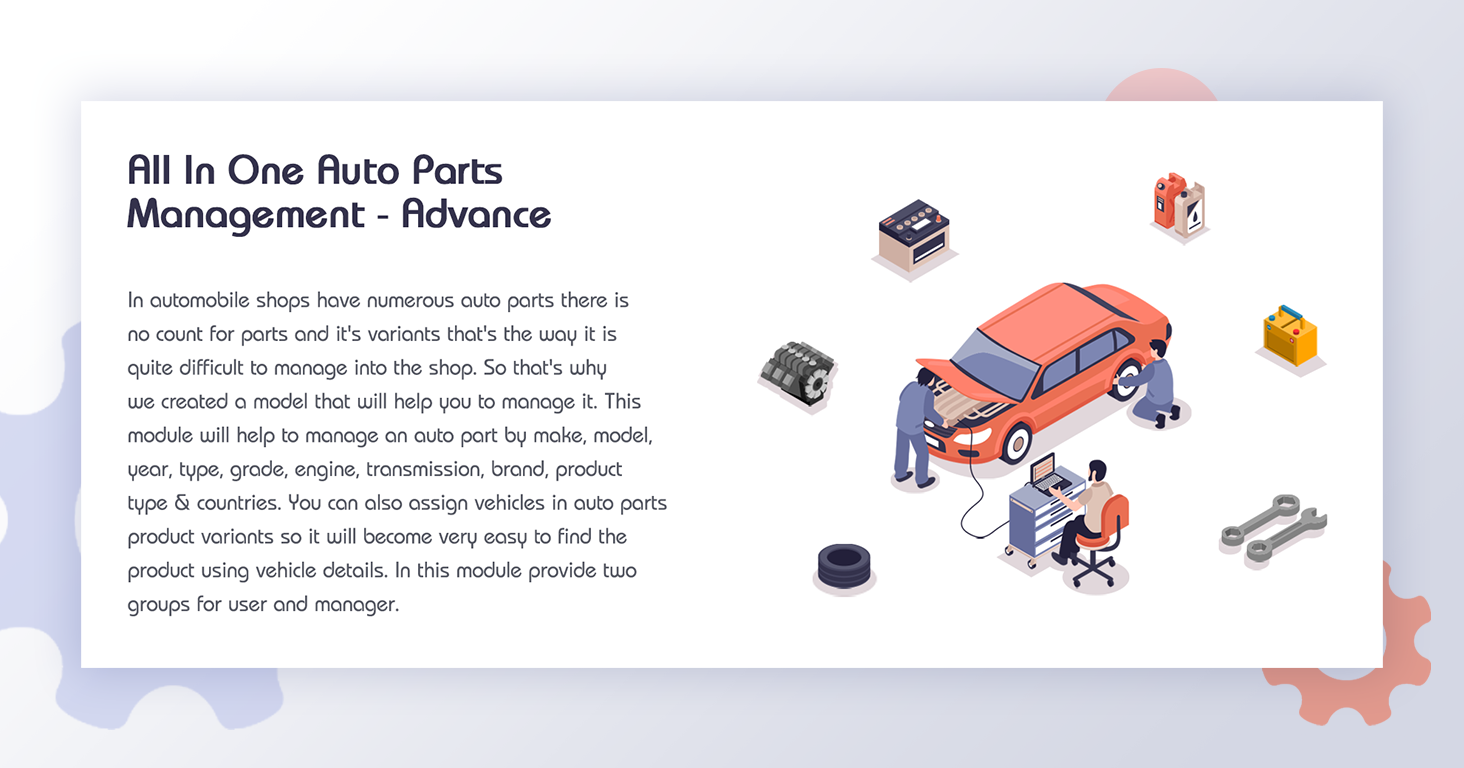 All In One Auto Parts
Management - Advance
In automobile shops have numerous auto parts there is
no count for parts and it's variants that's the way it is
quite difficult to manage into the shop. So that's why
we created a model that will help you to manage it. This
module will help to manage an auto part by make, model,
year, type, grade, engine, transmission, brand, product
type & countries. You can also assign vehicles in auto parts
product variants so it will become very easy to find the
product using vehicle details. In this module provide two
groups for user and manager.